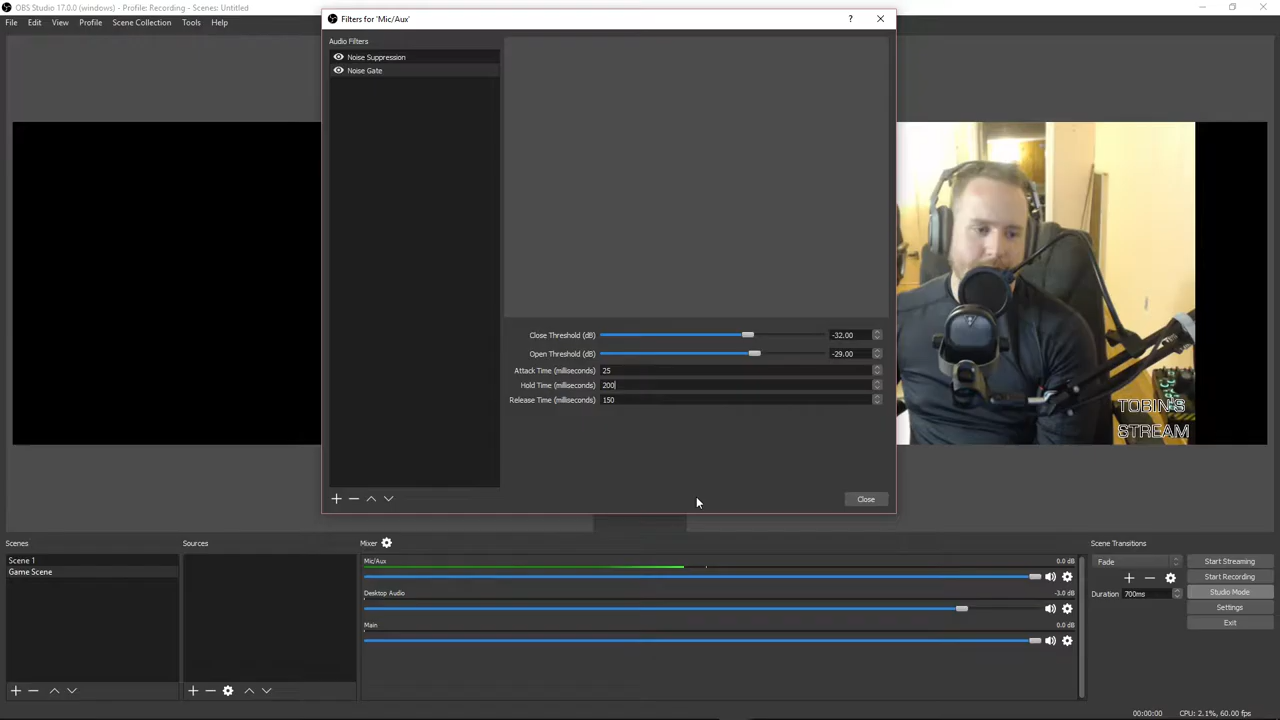 OBS Studio 17.0.0 (windows) - Profile: Recording - Scenes: Untitled
File Edit View Profile Scene Collection Tools Help
Filters for 'Mic/Aux'
?
Audio Filters
Noise Suppression
Noise Gate
Close Threshold (dB) -32.00
Open Threshold (dB) -29.00
Attack Time (milliseconds) 25
Hold Time (milliseconds) 200
Release Time (milliseconds) 150
Close
TOBIN'S
STREAM
Scenes
Scene 1
Game Scene
Sources
Mixer
Mic/Aux 0.0 dB
Desktop Audio -3.0 dB
Main 0.0 dB
Scene Transitions
Fade
Duration 700ms
Start Streaming
Start Recording
Studio Mode
Settings
Exit
00:00:00 CPU: 2.1%, 60.00 fps